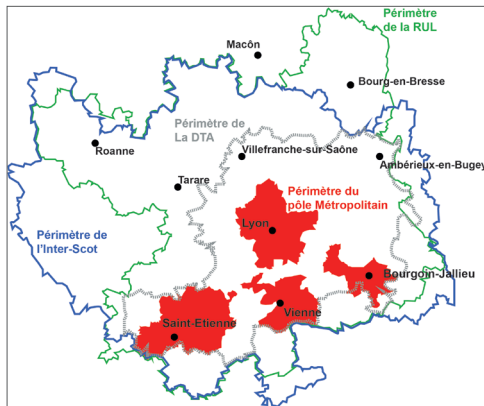 Périmètre
de la RUL
Macôn
Bourg-en-Bresse
Périmètre de
La DTA
Roanne
Villefranche-sur-Saône
Ambérieux-en-Bugey
Tarare
Périmètre du
pôle Métropolitain
Lyon
Périmètre de
l'Inter-Scot
Bourgoin-Jallieu
Vienne
Saint-Etienne